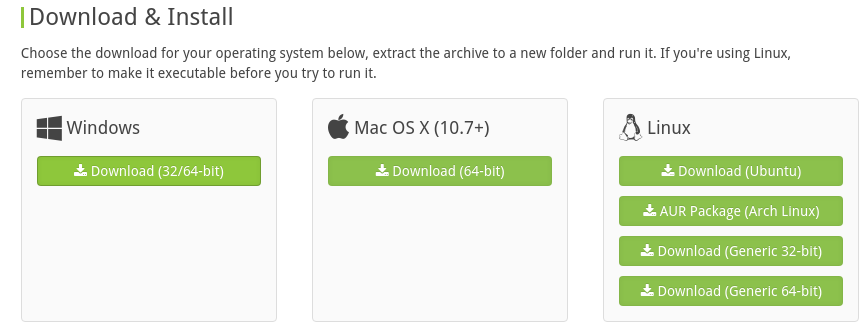 Download & Install
Choose the download for your operating system below, extract the archive to a new folder and run it. If you're using Linux,
remember to make it executable before you try to run it.
Windows
Download (32/64-bit)
Mac OS X (10.7+)
Download (64-bit)
Linux
Download (Ubuntu)
AUR Package (Arch Linux)
Download (Generic 32-bit)
Download (Generic 64-bit)